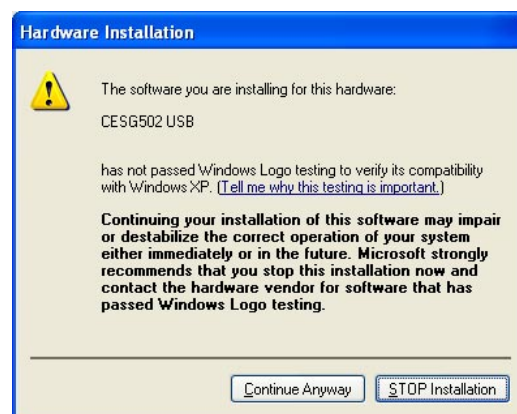 Hardware Installation
The software you are installing for this hardware:
CESG502 USB
has not passed Windows Logo testing to verify its compatibility
with Windows XP. (Tell me why this testing is important.)
Continuing your installation of this software may impair
or destabilize the correct operation of your system
either immediately or in the future. Microsoft strongly
recommends that you stop this installation now and
contact the hardware vendor for software that has
passed Windows Logo testing.
Continue Anyway
STOP Installation